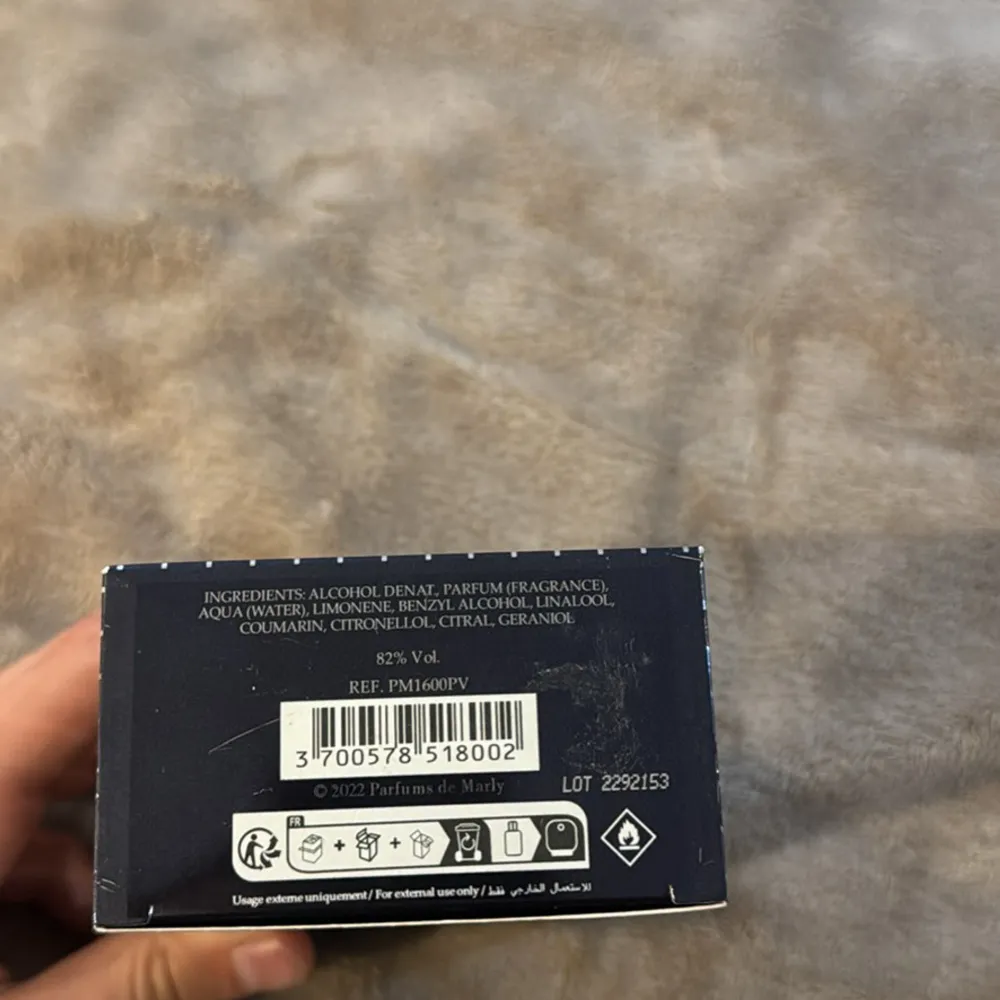 INGREDIENTS: ALCOHOL DENAT., PARFUM (FRAGRANCE),
AQUA (WATER), LIMONENE, BENZYL ALCOHOL, LINALOOL,
COUMARIN, CITRONELLOL, CITRAL, GERANIOL
82% Vol.
REF. PM1600PV
3 700578 518002
© 2022 Parfums de Marly
LOT 2292153
FR
Usage externe uniquement / For external use only / للاستعمال الخارجي فقط